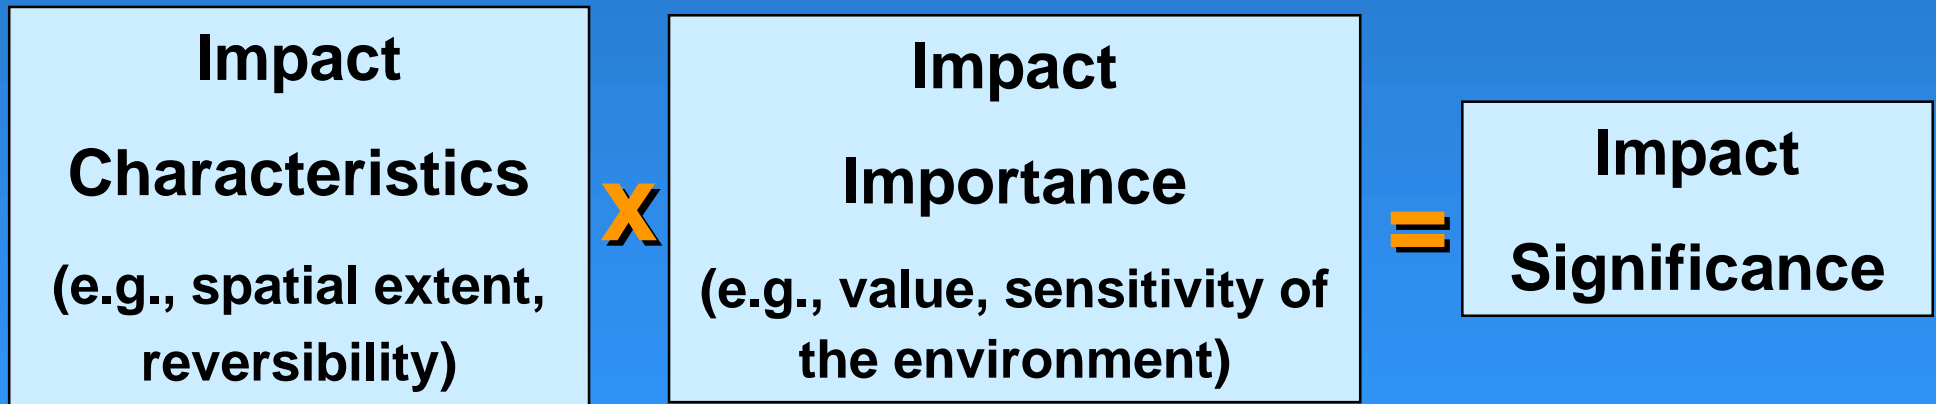 Impact
Characteristics
(e.g., spatial extent,
reversibility)
x
Impact
Importance
(e.g., value, sensitivity of
the environment)
=
Impact
Significance